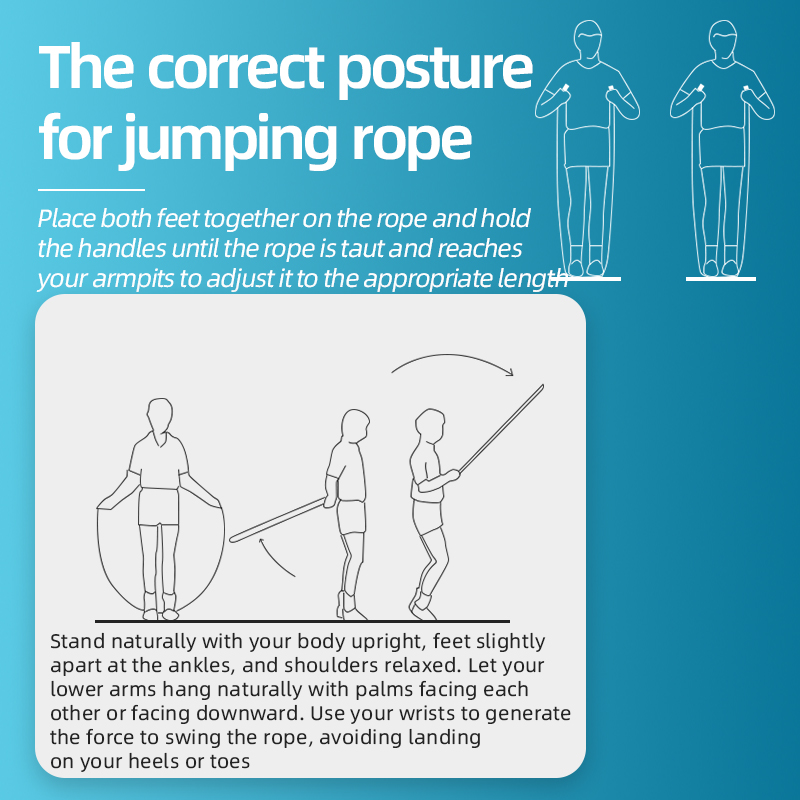 The correct posture
for jumping rope
Place both feet together on the rope and hold
the handles until the rope is taut and reaches
your armpits to adjust it to the appropriate length
Stand naturally with your body upright, feet slightly
apart at the ankles, and shoulders relaxed. Let your
lower arms hang naturally with palms facing each
other or facing downward. Use your wrists to generate
the force to swing the rope, avoiding landing
on your heels or toes